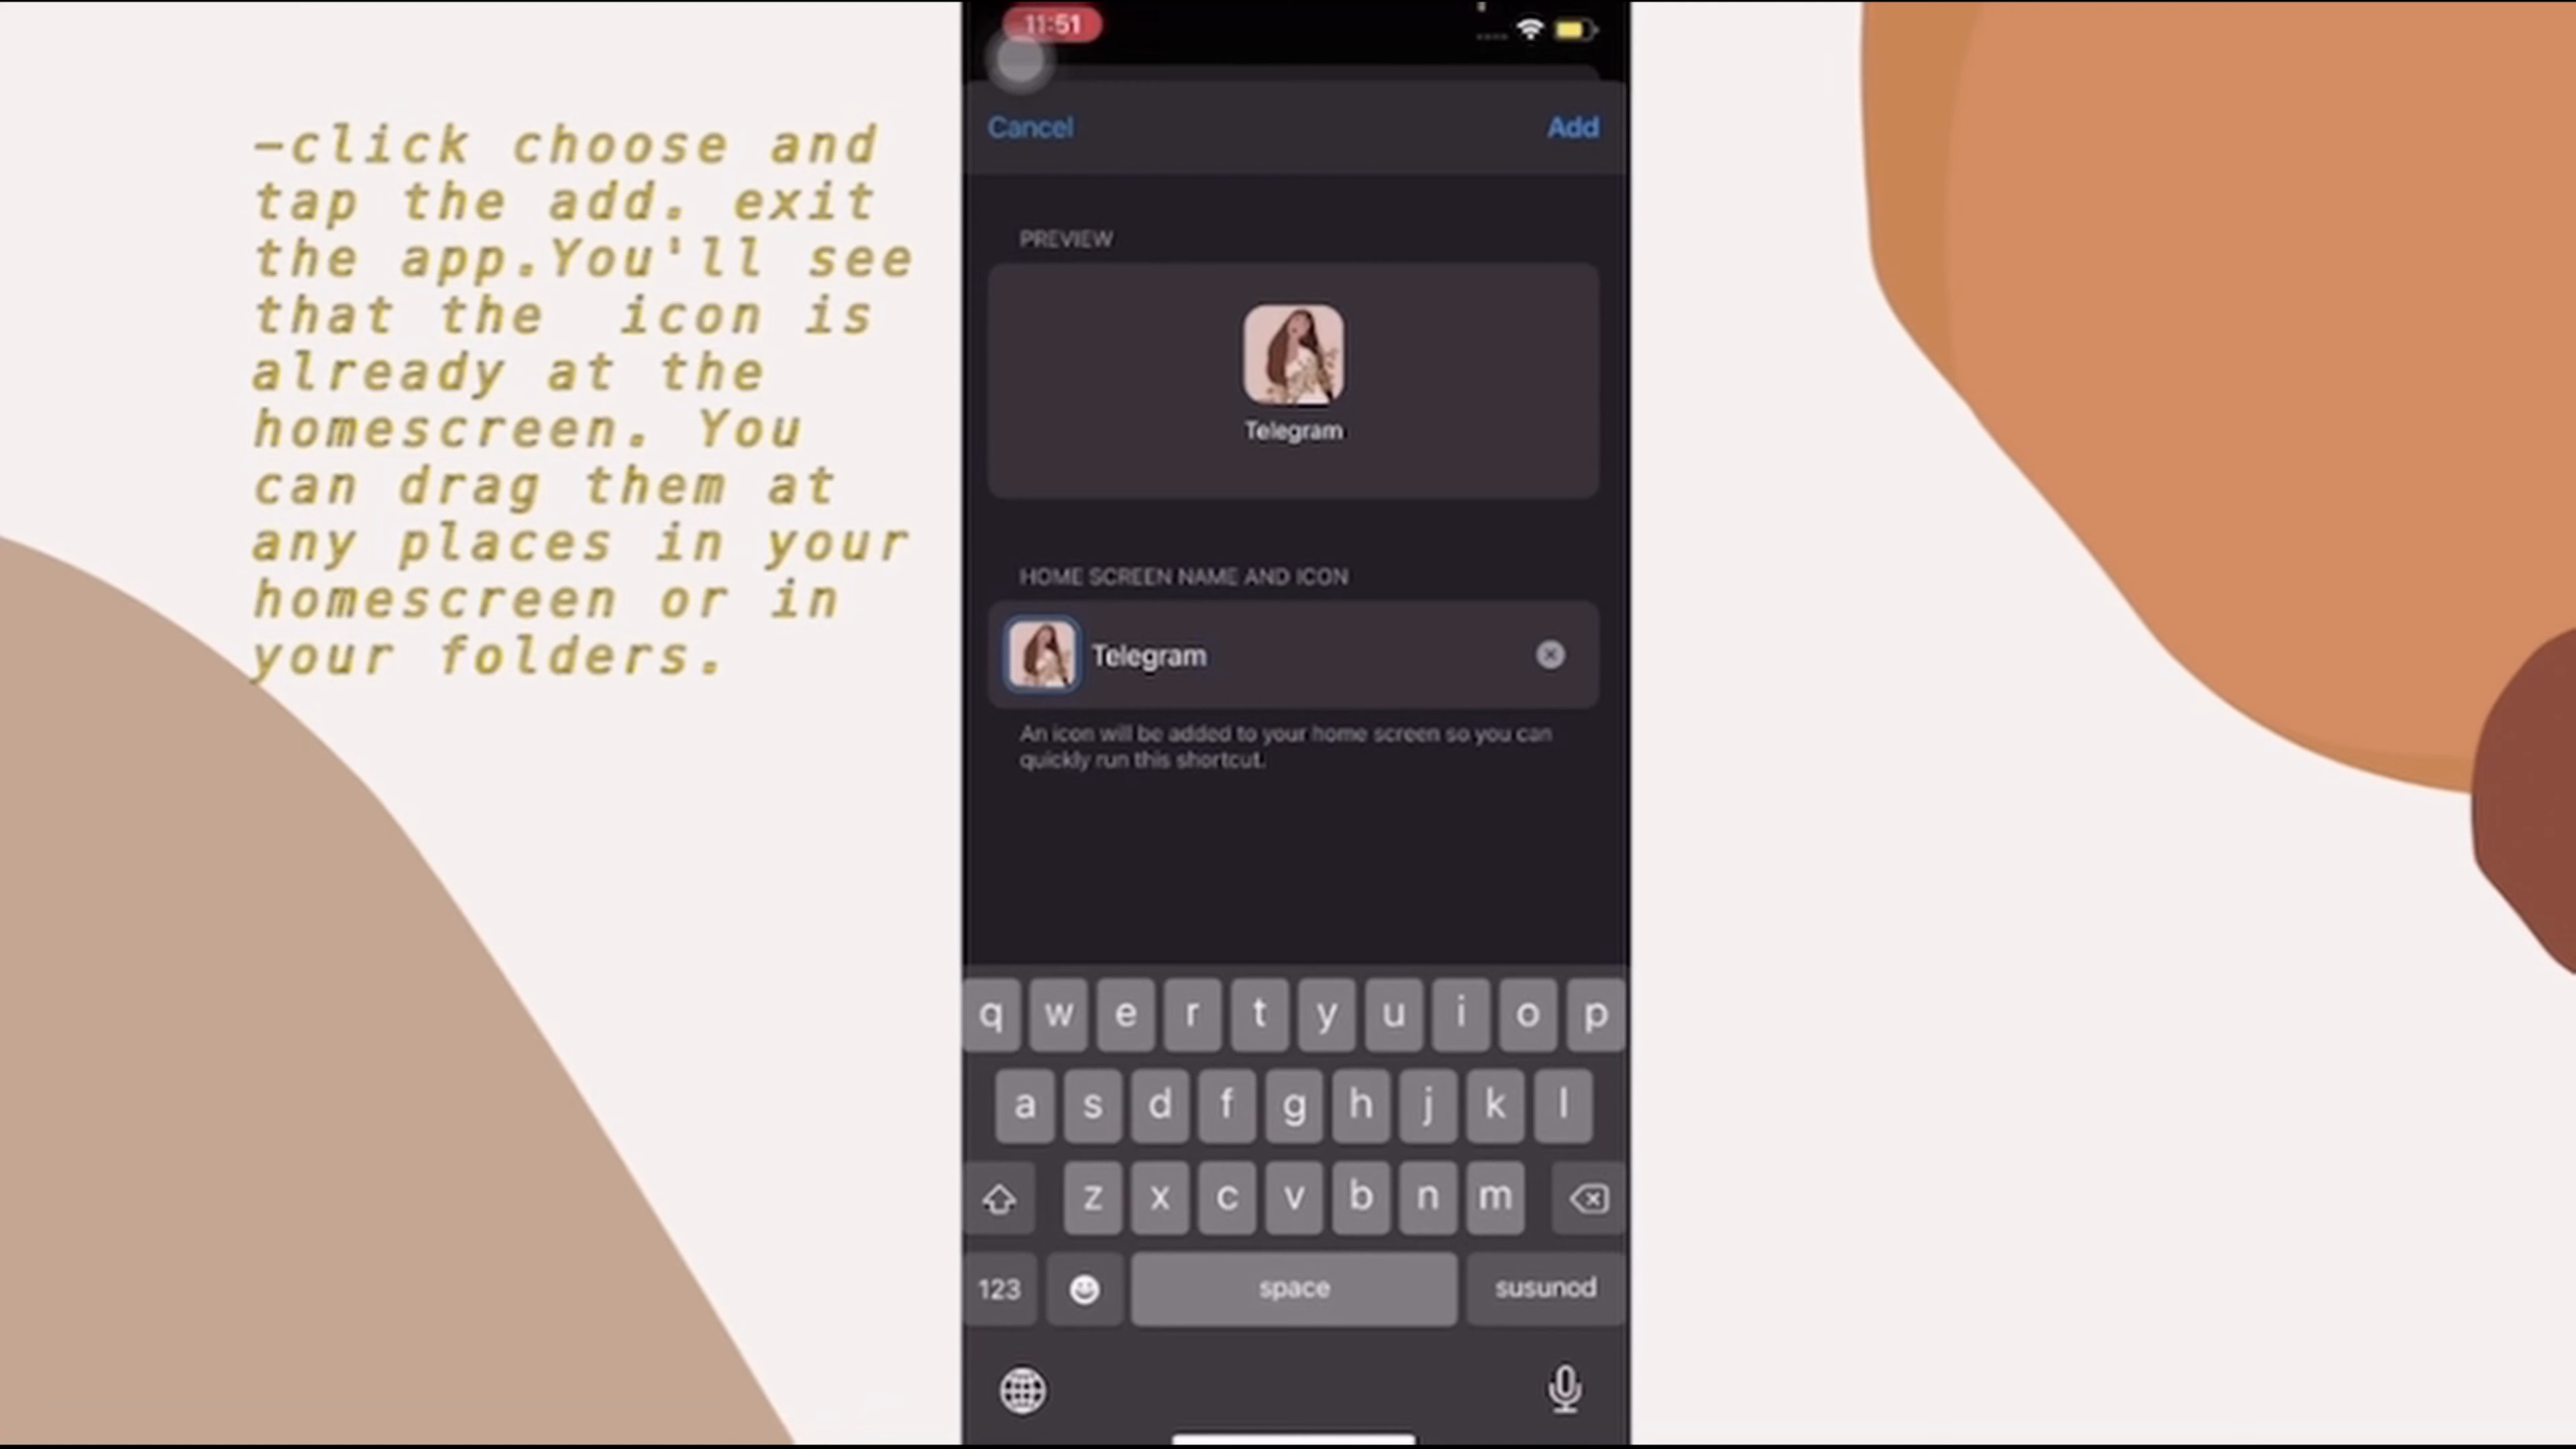 -click choose and
tap the add. exit
the app.You'll see
that the  icon is
already at the
homescreen. You
can drag them at
any places in your
homescreen or in
your folders.
11:51
Cancel
Add
PREVIEW
Telegram
HOME SCREEN NAME AND ICON
Telegram
An icon will be added to your home screen so you can
quickly run this shortcut.
q w e r t y u i o p
a s d f g h j k l
z x c v b n m
123 space susunod